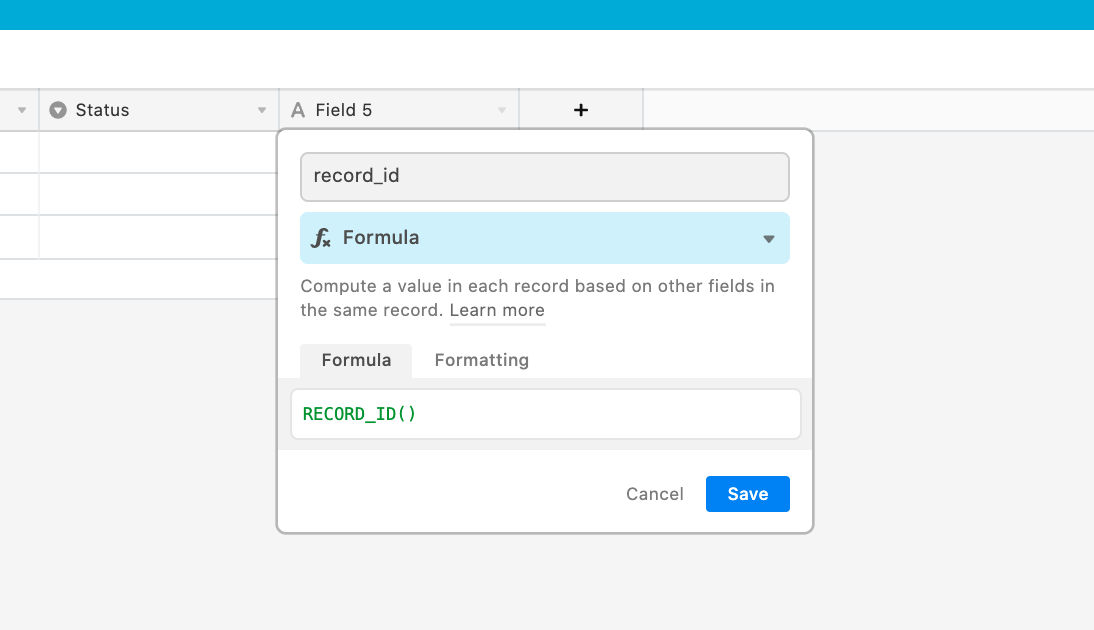 Status
Field 5
record_id
Formula
Compute a value in each record based on other fields in
the same record. Learn more
Formula
Formatting
RECORD_ID()
Cancel
Save